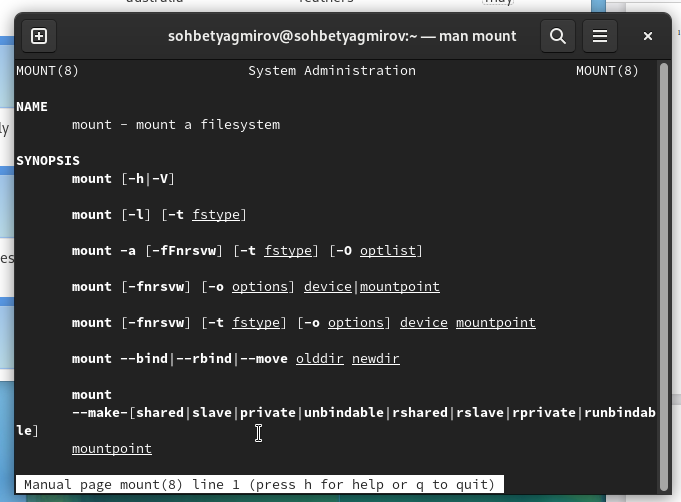 australia feathers may
sohbetyagmirov@sohbetyagmirov:~ — man mount
MOUNT(8) System Administration MOUNT(8)
NAME
mount - mount a filesystem
SYNOPSIS
mount [-h|-V]
mount [-l] [-t fstype]
mount -a [-fFnrsvw] [-t fstype] [-O optlist]
mount [-fnrsvw] [-o options] device|mountpoint
mount [-fnrsvw] [-t fstype] [-o options] device mountpoint
mount --bind|--rbind|--move olddir newdir
mount
--make-[shared|slave|private|unbindable|rshared|rslave|rprivate|runbindab
le]
mountpoint
Manual page mount(8) line 1 (press h for help or q to quit)